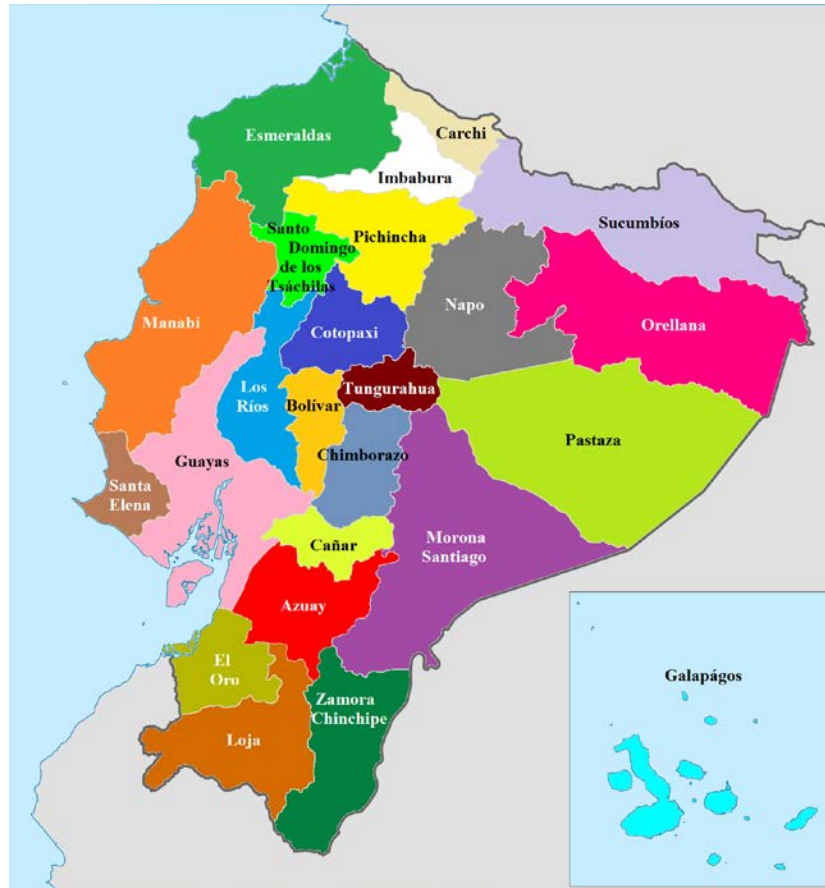 Esmeraldas
Carchi
Imbabura
Sucumbíos
Santo
Domingo
de los
Tsáchilas
Pichincha
Manabí
Cotopaxi
Napo
Orellana
Los
Ríos
Bolívar
Tungurahua
Pastaza
Guayas
Chimborazo
Santa
Elena
Cañar
Morona
Santiago
Azuay
El
Oro
Zamora
Chinchipe
Loja
Galapágos